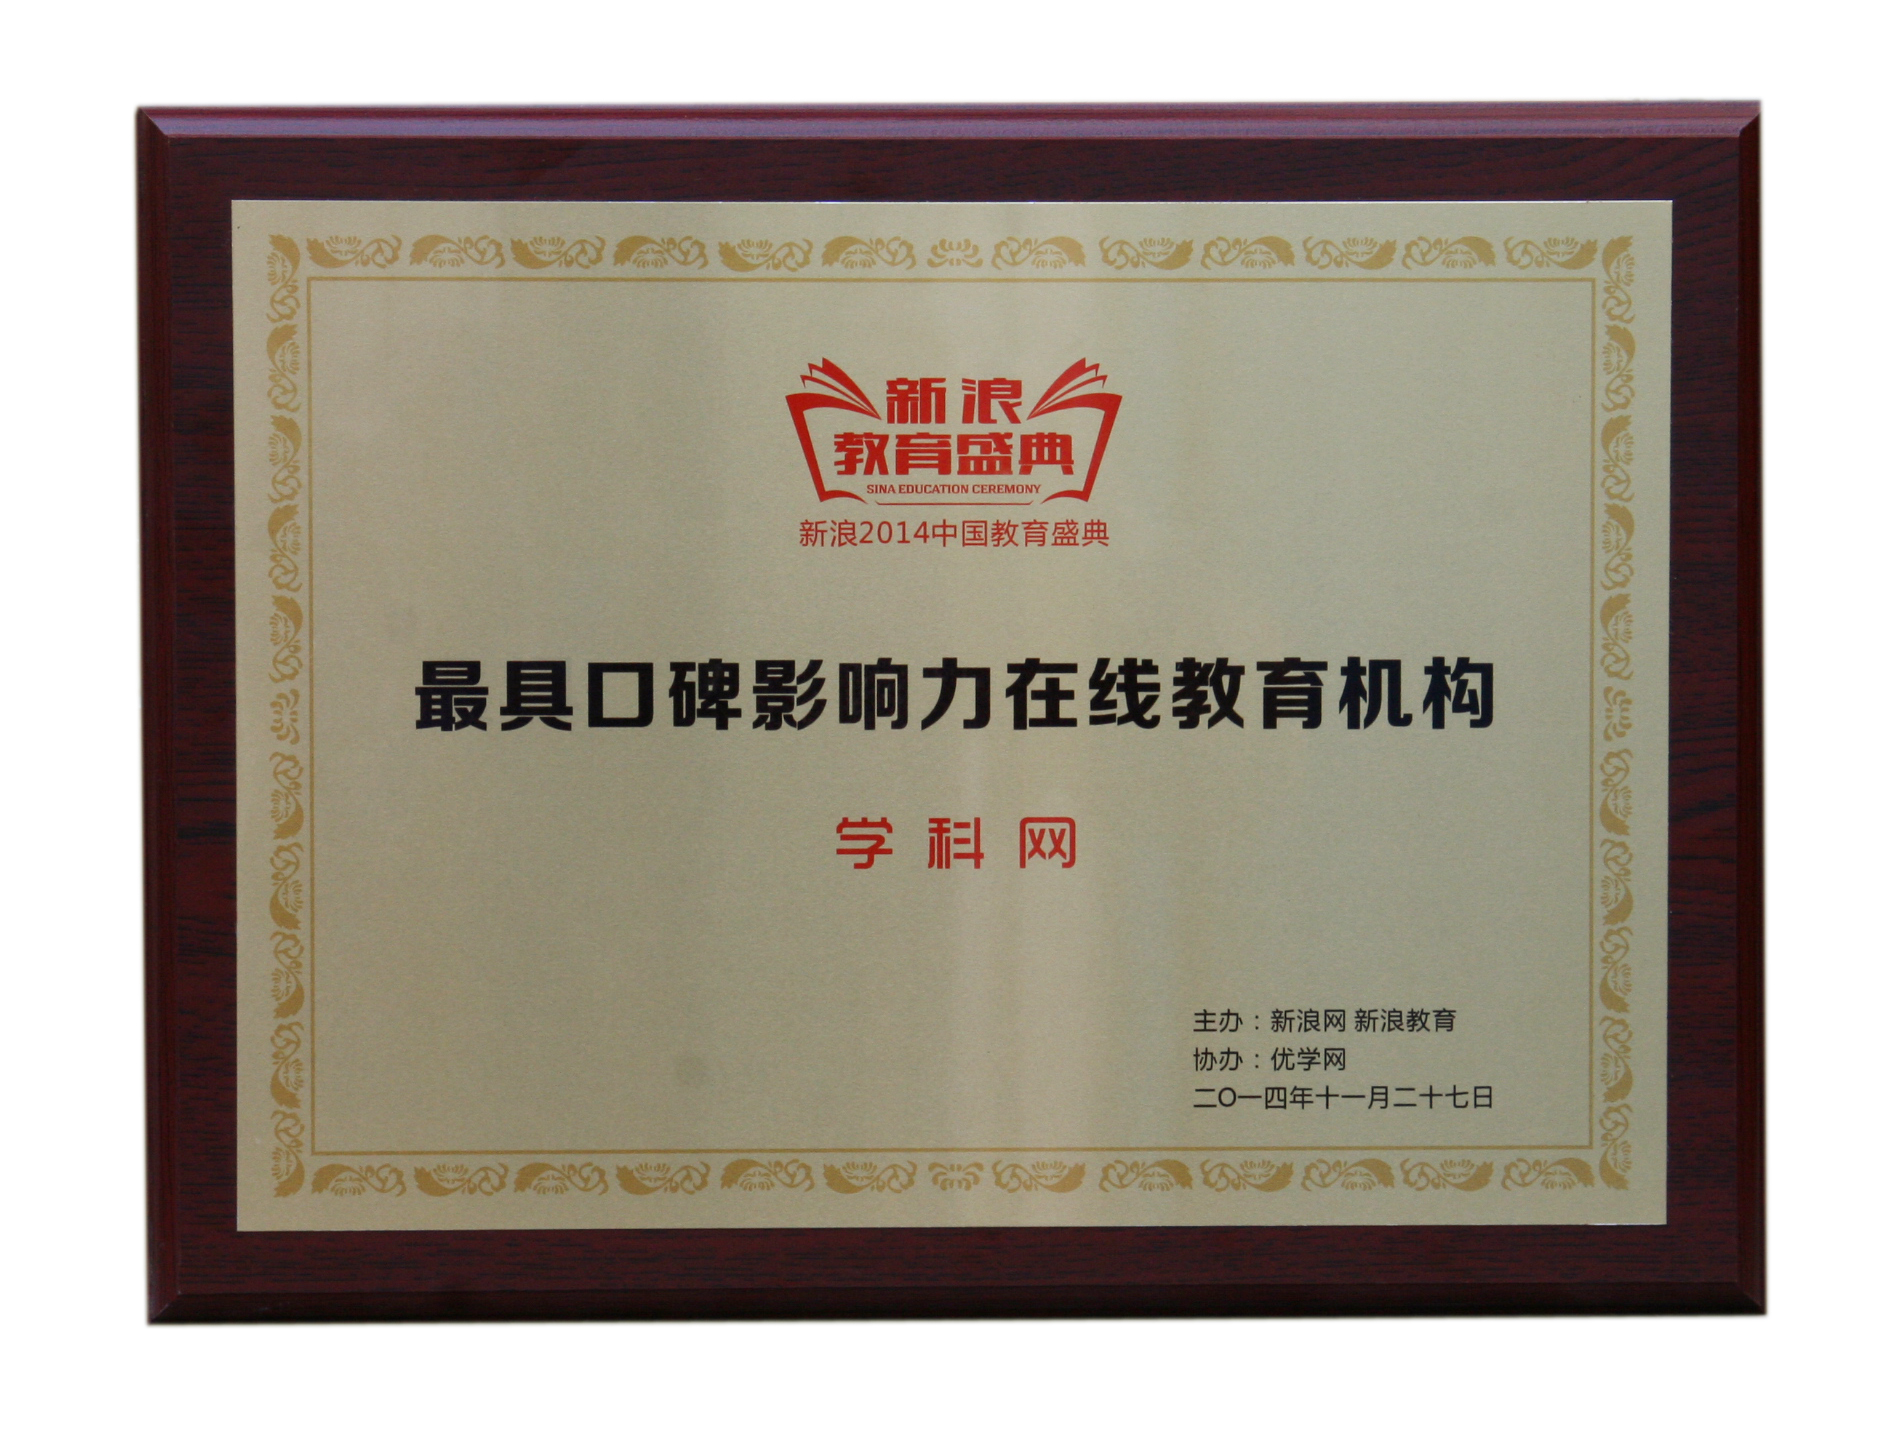 新浪
教育盛典
SINA EDUCATION CEREMONY
新浪2014中国教育盛典
最具口碑影响力在线教育机构
学科网
主办：新浪网 新浪教育
协办：优学网
二〇一四年十一月二十七日